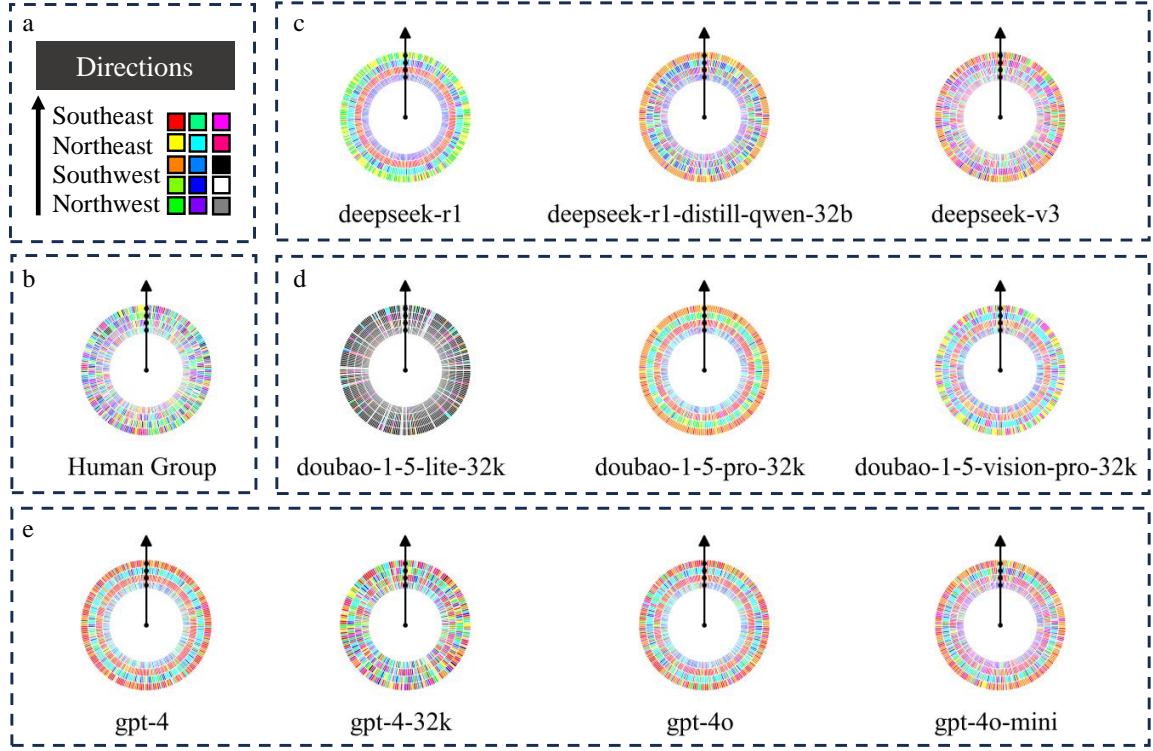 a
Directions
Southeast
Northeast
Southwest
Northwest
b
Human Group
c
deepseek-r1
deepseek-r1-distill-qwen-32b
deepseek-v3
d
doubao-1-5-lite-32k
doubao-1-5-pro-32k
doubao-1-5-vision-pro-32k
e
gpt-4
gpt-4-32k
gpt-4o
gpt-4o-mini